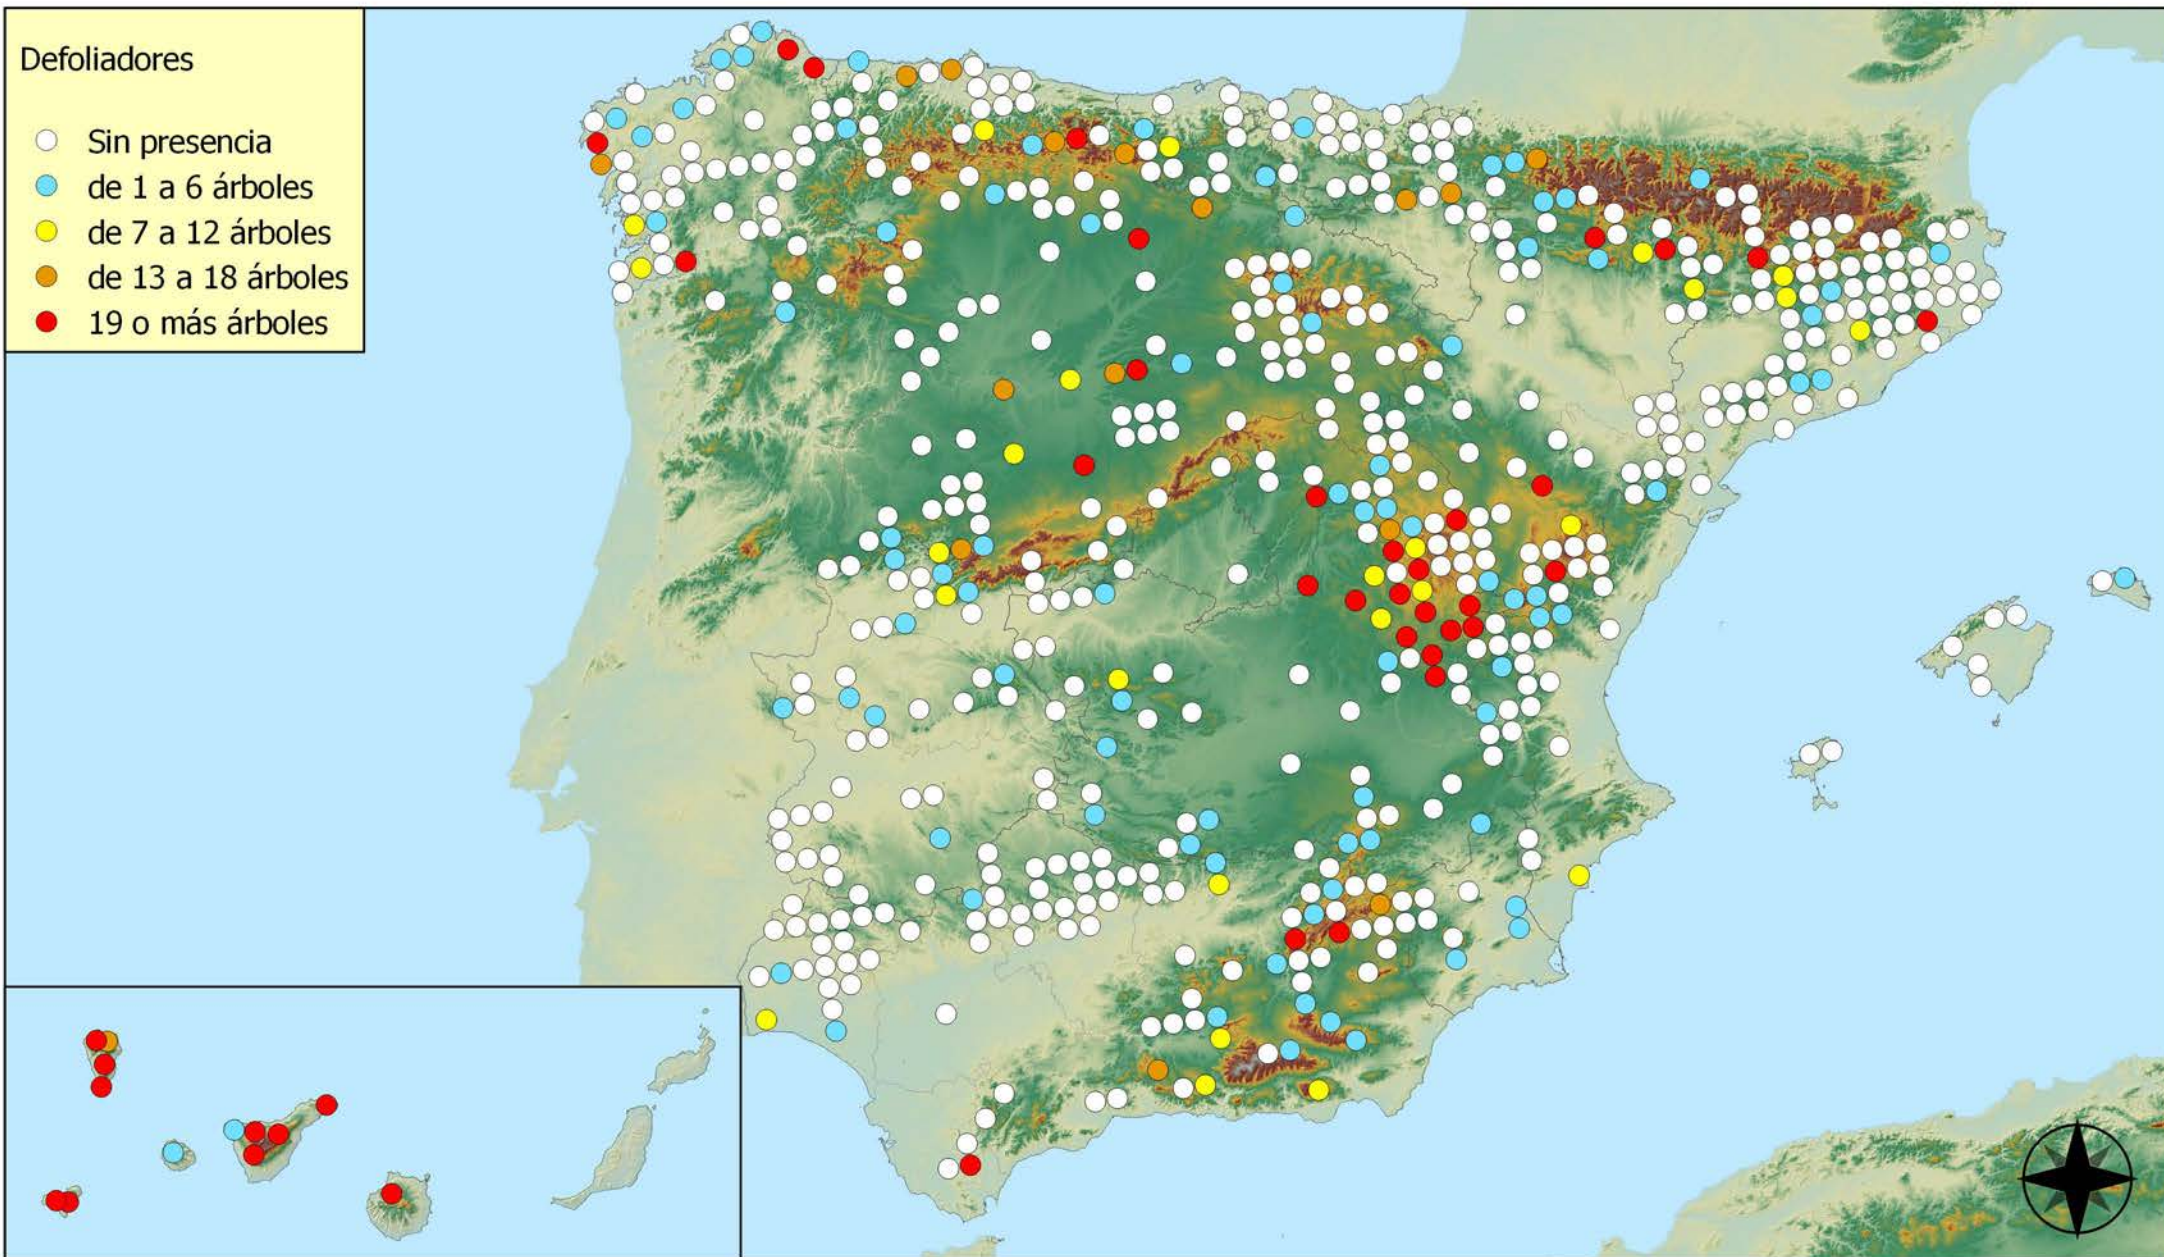 Defoliadores
Sin presencia
de 1 a 6 árboles
de 7 a 12 árboles
de 13 a 18 árboles
19 o más árboles